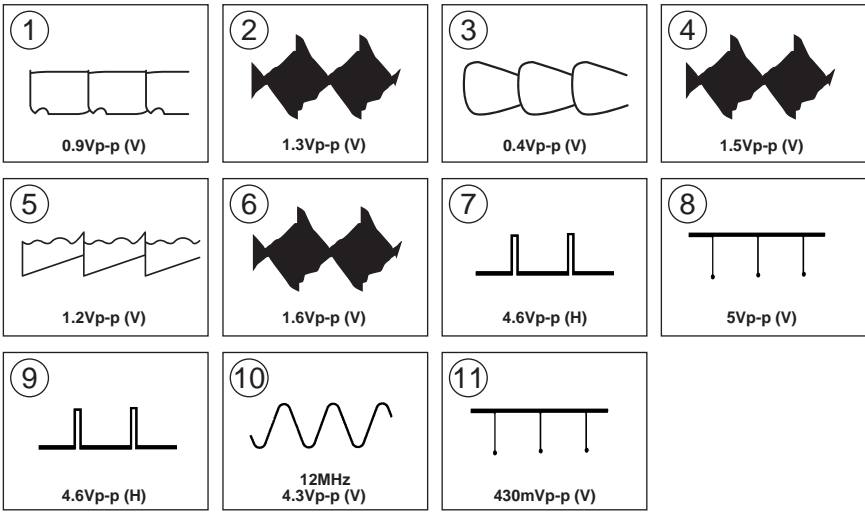 1
0.9Vp-p (V)
2
1.3Vp-p (V)
3
0.4Vp-p (V)
4
1.5Vp-p (V)
5
1.2Vp-p (V)
6
1.6Vp-p (V)
7
4.6Vp-p (H)
8
5Vp-p (V)
9
4.6Vp-p (H)
10
12MHz
4.3Vp-p (V)
11
430mVp-p (V)